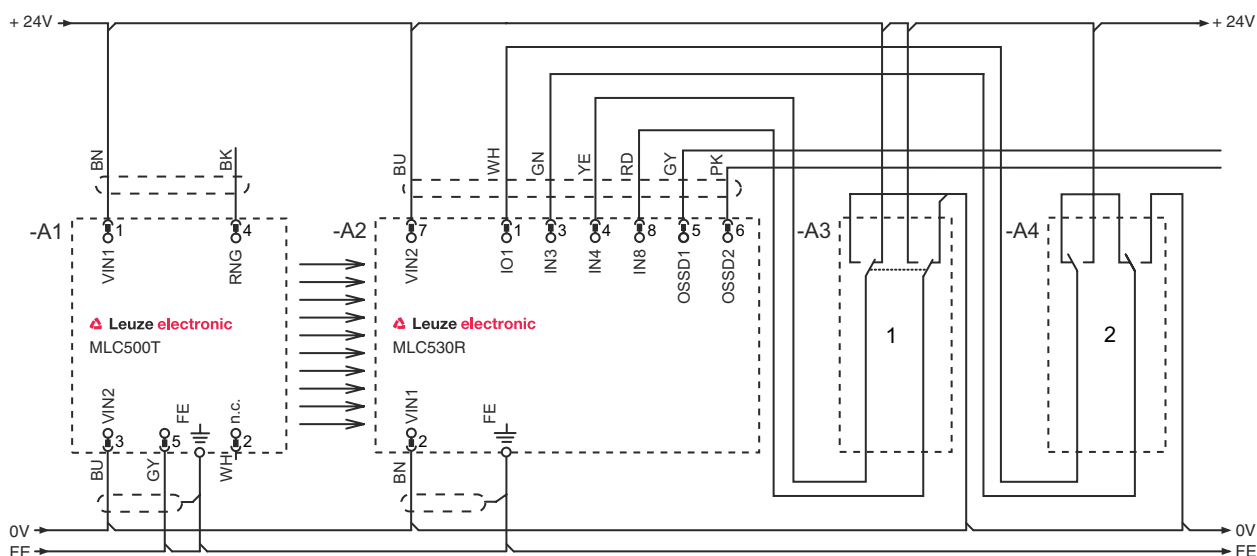 + 24V
+ 24V
BN
BK
BU
WH
GN
YE
RD
GY
PK
-A1
1
4
-A2
7
1
3
4
8
5
6
-A3
-A4
VIN1
RNG
VIN2
IO1
IN3
IN4
IN8
OSSD1
OSSD2
Leuze electronic
MLC500T
Leuze electronic
MLC530R
1
2
VIN2
FE
n.c.
VIN1
FE
3
5
2
2
BU
GY
WH
BN
0V
0V
FE
FE